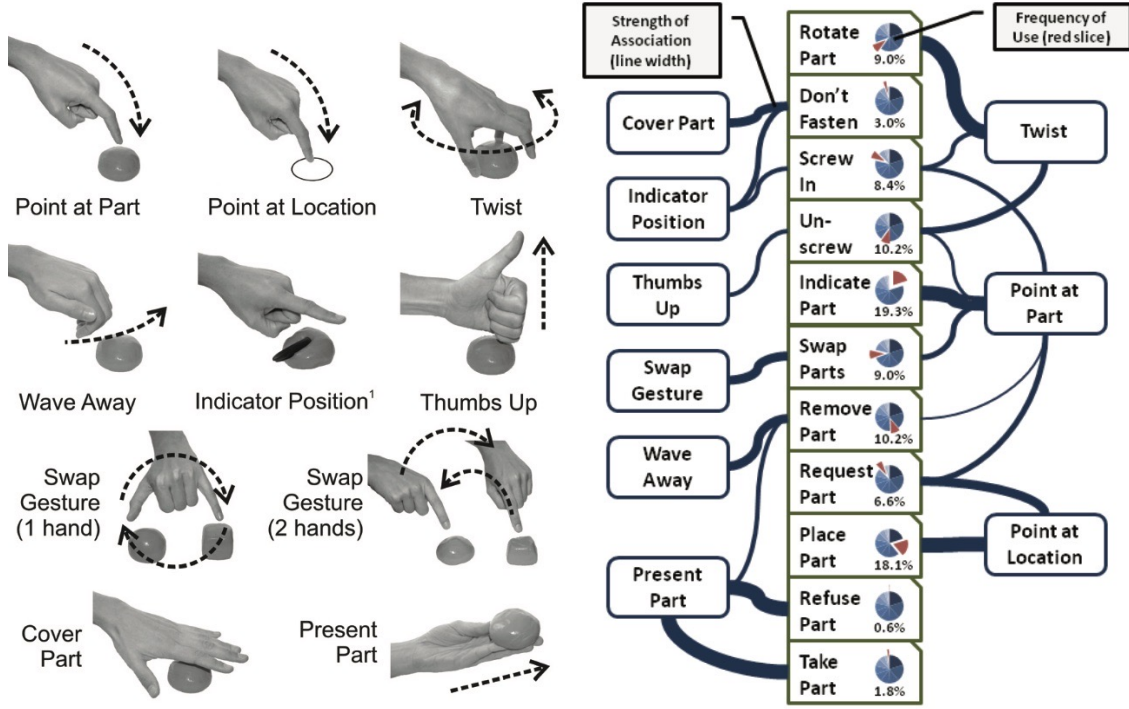 Point at Part
Point at Location
Twist
Wave Away
Indicator Position¹
Thumbs Up
Swap
Gesture
(1 hand)
Swap
Gesture
(2 hands)
Cover
Part
Present
Part
Strength of
Association
(line width)
Frequency of
Use (red slice)
Cover Part
Indicator
Position
Thumbs
Up
Swap
Gesture
Wave
Away
Present
Part
Rotate
Part
9.0%
Don't
Fasten
3.0%
Screw
In
8.4%
Un-
screw
10.2%
Indicate
Part
19.3%
Swap
Parts
9.0%
Remove
Part
10.2%
Request
Part
6.6%
Place
Part
18.1%
Refuse
Part
0.6%
Take
Part
1.8%
Twist
Point at
Part
Point at
Location